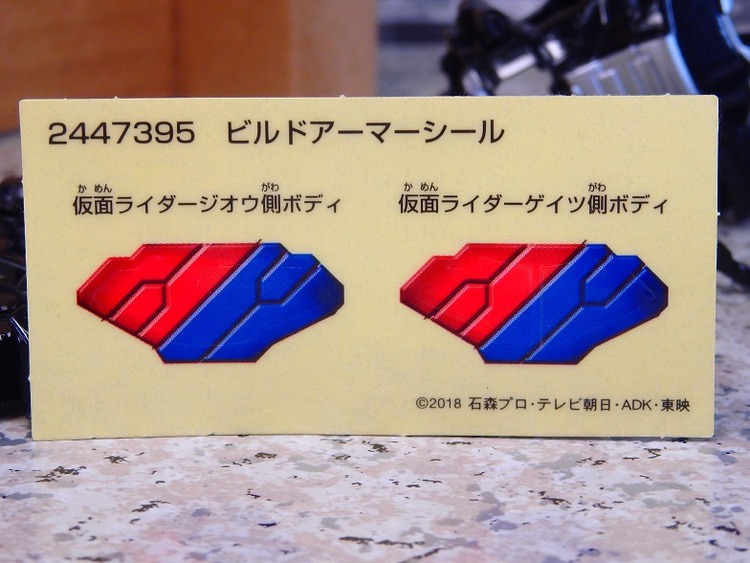 2447395 ビルドアーマーシール
かめん がわ
仮面ライダージオウ側ボディ
かめん がわ
仮面ライダーゲイツ側ボディ
©2018 石森プロ・テレビ朝日・ADK・東映